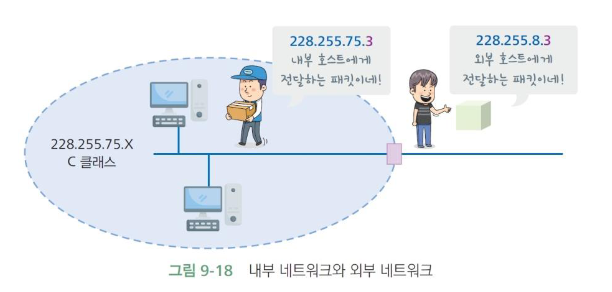 228.255.75.3
내부 호스트에게
전달하는 패킷이네!
228.255.8.3
외부 호스트에게
전달하는 패킷이네!
228.255.75.X
C 클래스
그림 9-18 내부 네트워크와 외부 네트워크